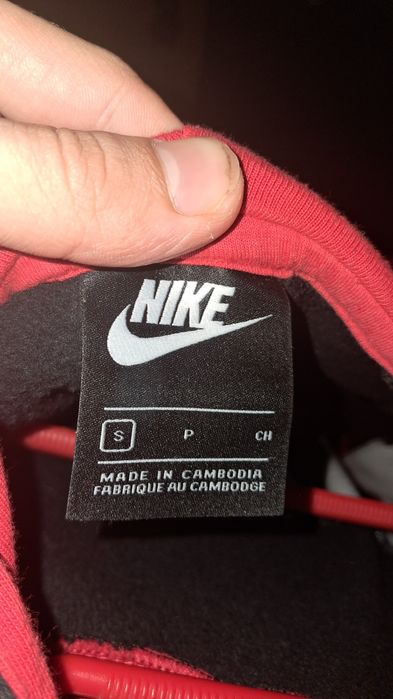 NIKE
S P CH
MADE IN CAMBODIA
FABRIQUE AU CAMBODGE